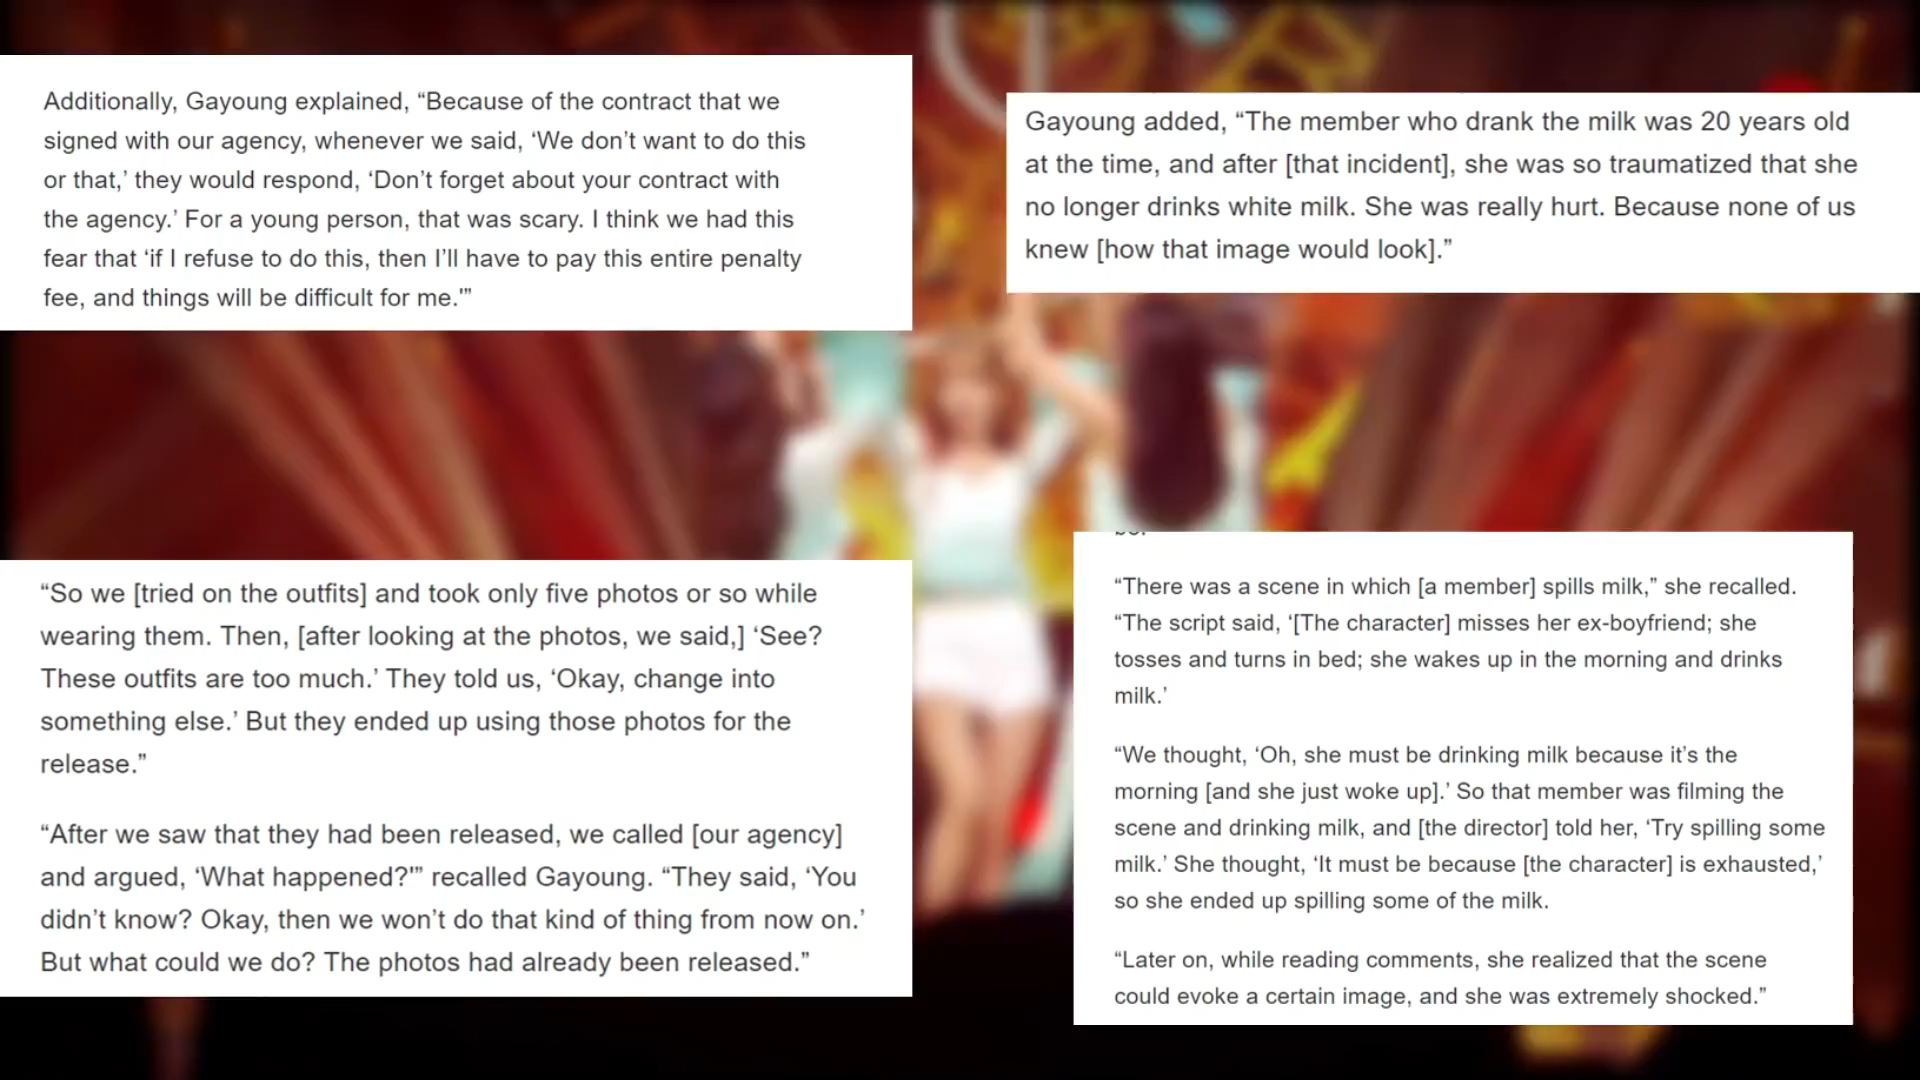 Additionally, Gayoung explained, “Because of the contract that we
signed with our agency, whenever we said, ‘We don’t want to do this
or that,’ they would respond, ‘Don’t forget about your contract with
the agency.’ For a young person, that was scary. I think we had this
fear that ‘if I refuse to do this, then I’ll have to pay this entire penalty
fee, and things will be difficult for me.'”
Gayoung added, “The member who drank the milk was 20 years old
at the time, and after [that incident], she was so traumatized that she
no longer drinks white milk. She was really hurt. Because none of us
knew [how that image would look].”
“So we [tried on the outfits] and took only five photos or so while
wearing them. Then, [after looking at the photos, we said,] ‘See?
These outfits are too much.’ They told us, ‘Okay, change into
something else.’ But they ended up using those photos for the
release.”
“After we saw that they had been released, we called [our agency]
and argued, ‘What happened?'” recalled Gayoung. “They said, ‘You
didn’t know? Okay, then we won’t do that kind of thing from now on.’
But what could we do? The photos had already been released.”
“There was a scene in which [a member] spills milk,” she recalled.
“The script said, ‘[The character] misses her ex-boyfriend; she
tosses and turns in bed; she wakes up in the morning and drinks
milk.’
“We thought, ‘Oh, she must be drinking milk because it’s the
morning [and she just woke up].’ So that member was filming the
scene and drinking milk, and [the director] told her, ‘Try spilling some
milk.’ She thought, ‘It must be because [the character] is exhausted,’
so she ended up spilling some of the milk.
“Later on, while reading comments, she realized that the scene
could evoke a certain image, and she was extremely shocked.”